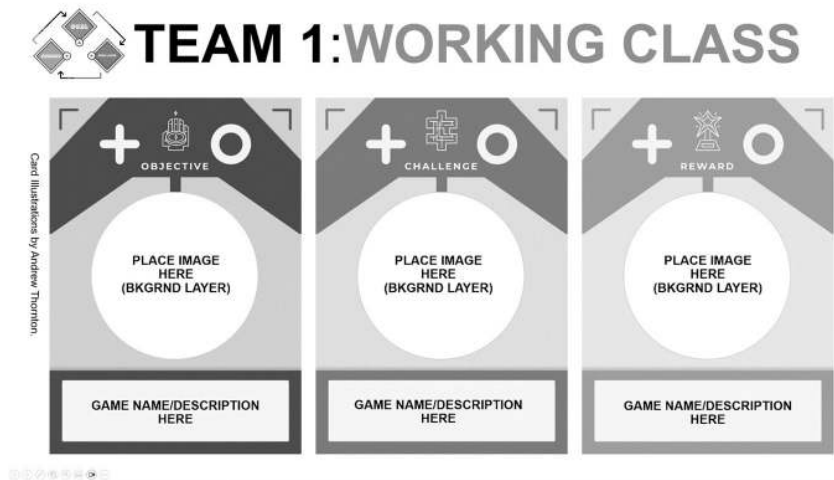 GOAL
TEAM 1:WORKING CLASS
Card Illustrations by Andrew Thornton.
OBJECTIVE
PLACE IMAGE
HERE
(BKGRND LAYER)
GAME NAME/DESCRIPTION
HERE
CHALLENGE
PLACE IMAGE
HERE
(BKGRND LAYER)
GAME NAME/DESCRIPTION
HERE
REWARD
PLACE IMAGE
HERE
(BKGRND LAYER)
GAME NAME/DESCRIPTION
HERE